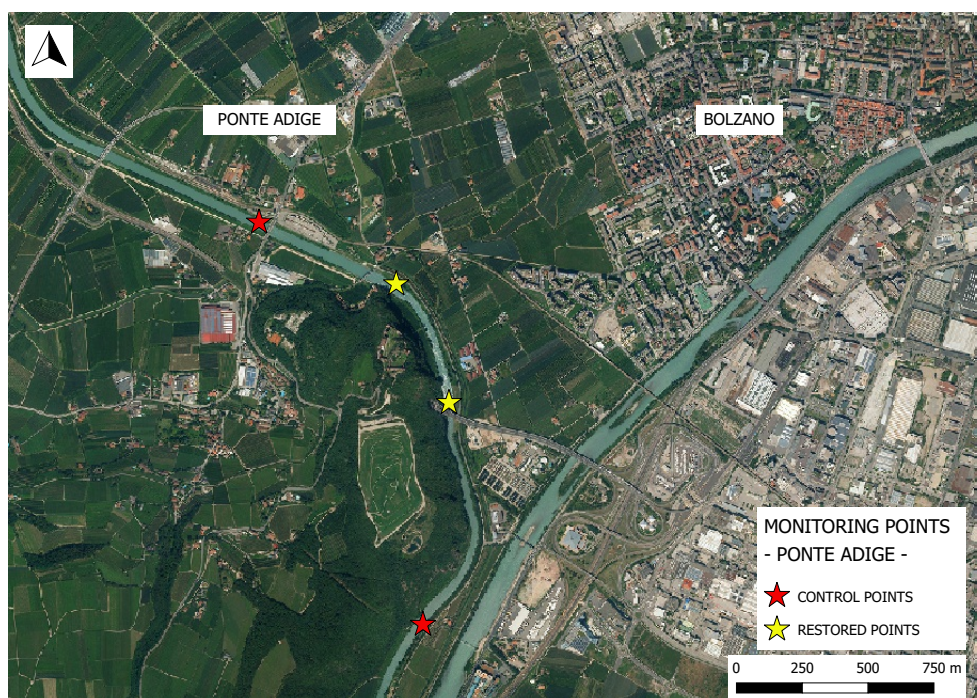 PONTE ADIGE
BOLZANO
MONITORING POINTS
- PONTE ADIGE -
CONTROL POINTS
RESTORED POINTS
0 250 500 750 m